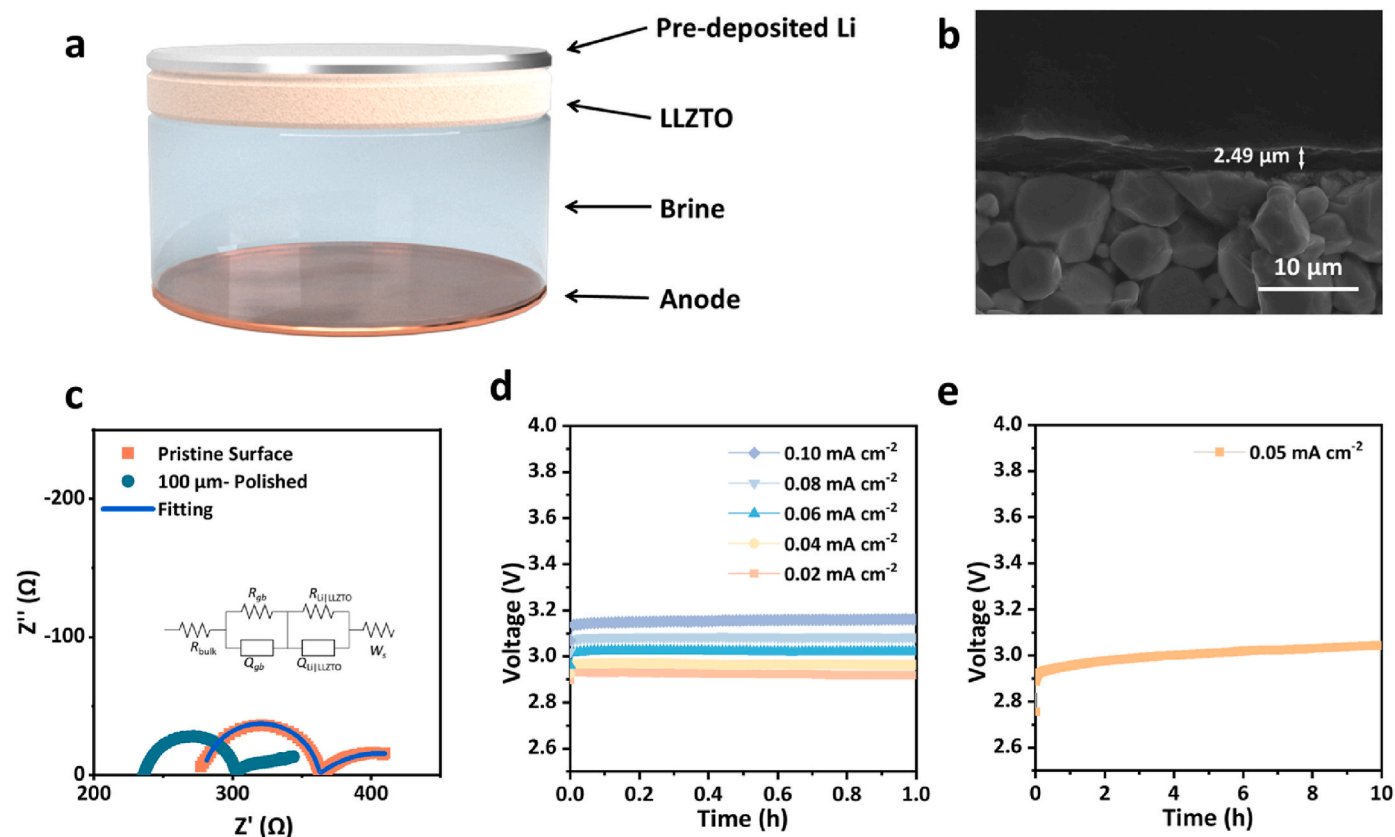 a
Pre-deposited Li
LLZTO
Brine
Anode
b
2.49 µm
10 µm
c
Pristine Surface
100 µm- Polished
Fitting
-200
-100
0
200
300
400
Z'' (Ω)
Z' (Ω)
R_gb
R_Li|LLZTO
R_bulk
Q_gb
Q_Li|LLZTO
W_s
d
4.0
3.8
3.6
3.4
3.2
3.0
2.8
2.6
Voltage (V)
0.10 mA cm⁻²
0.08 mA cm⁻²
0.06 mA cm⁻²
0.04 mA cm⁻²
0.02 mA cm⁻²
0.0
0.2
0.4
0.6
0.8
1.0
Time (h)
e
4.0
3.8
3.6
3.4
3.2
3.0
2.8
2.6
Voltage (V)
0.05 mA cm⁻²
0
2
4
6
8
10
Time (h)